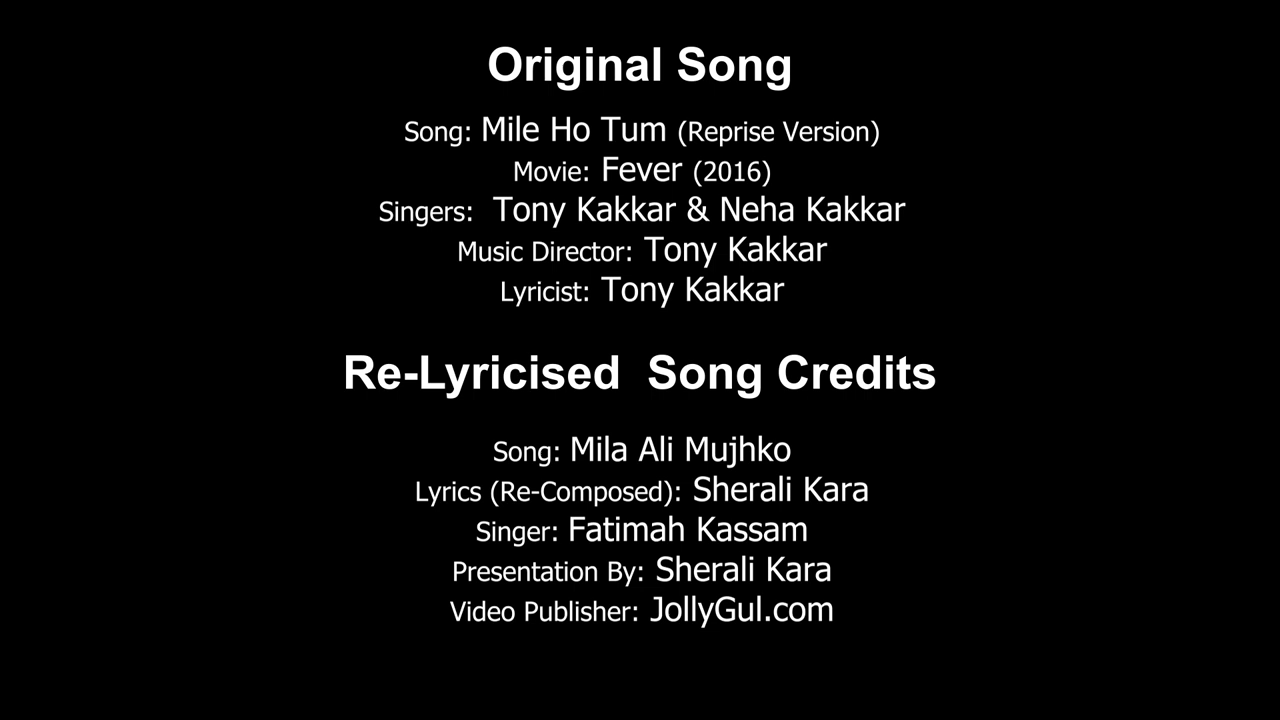 Original Song
Song: Mile Ho Tum (Reprise Version)
Movie: Fever (2016)
Singers: Tony Kakkar & Neha Kakkar
Music Director: Tony Kakkar
Lyricist: Tony Kakkar
Re-Lyricised Song Credits
Song: Mila Ali Mujhko
Lyrics (Re-Composed): Sherali Kara
Singer: Fatimah Kassam
Presentation By: Sherali Kara
Video Publisher: JollyGul.com